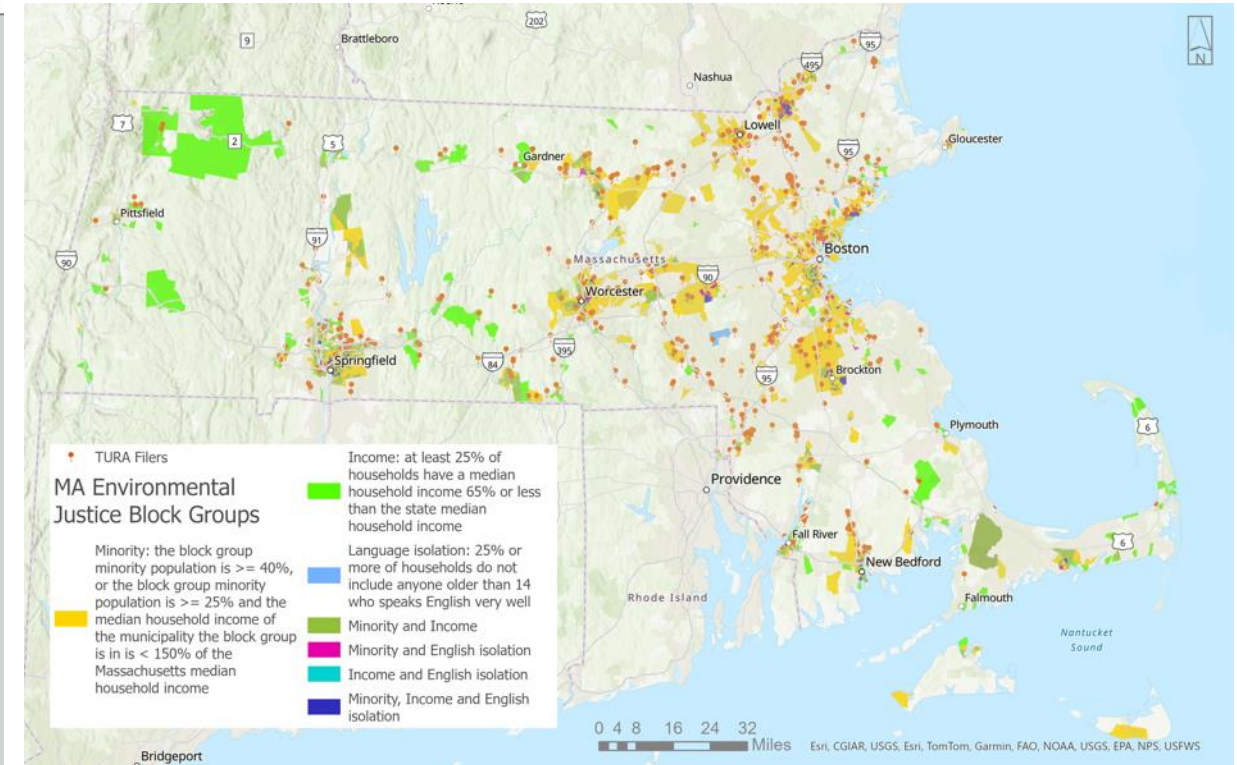 202
95
9
Brattleboro
N
495
Nashua
7
Lowell
2
5
Gloucester
95
Gardner
Pittsfield
91
Boston
90
Massachusetts
90
Worcester
395
Springfield
84
95
Brockton
6
Plymouth
Providence
Fall River
6
New Bedford
Rhode Island
Falmouth
Nantucket
Sound
TURA Filers
MA Environmental
Justice Block Groups
Minority: the block group
minority population is >= 40%,
or the block group minority
population is >= 25% and the
median household income of
the municipality the block group
is in is < 150% of the
Massachusetts median
household income
Income: at least 25% of
households have a median
household income 65% or less
than the state median
household income
Language isolation: 25% or
more of households do not
include anyone older than 14
who speaks English very well
Minority and Income
Minority and English isolation
Income and English isolation
Minority, Income and English
isolation
0 4 8 16 24 32
Miles
Esri, CGIAR, USGS, Esri, TomTom, Garmin, FAO, NOAA, USGS, EPA, NPS, USFWS
Bridgeport